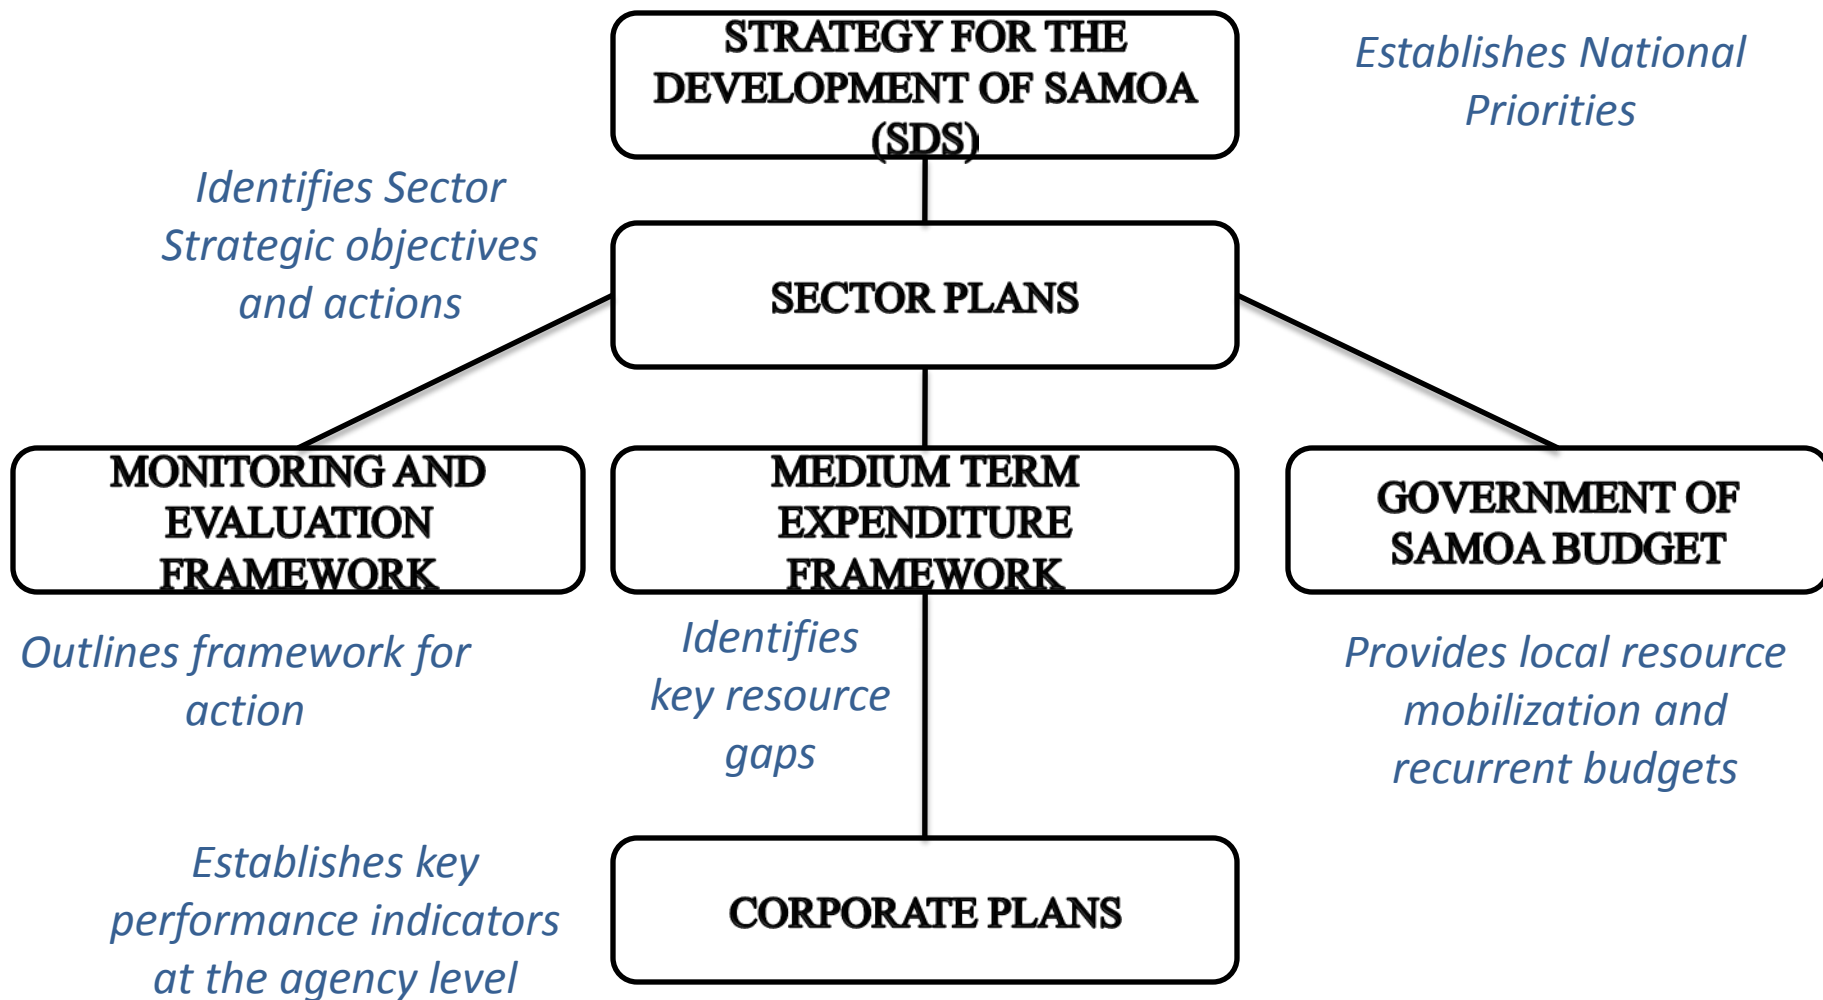 STRATEGY FOR THE
DEVELOPMENT OF SAMOA
(SDS)
Establishes National
Priorities
Identifies Sector
Strategic objectives
and actions
SECTOR PLANS
MONITORING AND
EVALUATION
FRAMEWORK
MEDIUM TERM
EXPENDITURE
FRAMEWORK
GOVERNMENT OF
SAMOA BUDGET
Outlines framework for
action
Identifies
key resource
gaps
Provides local resource
mobilization and
recurrent budgets
Establishes key
performance indicators
at the agency level
CORPORATE PLANS